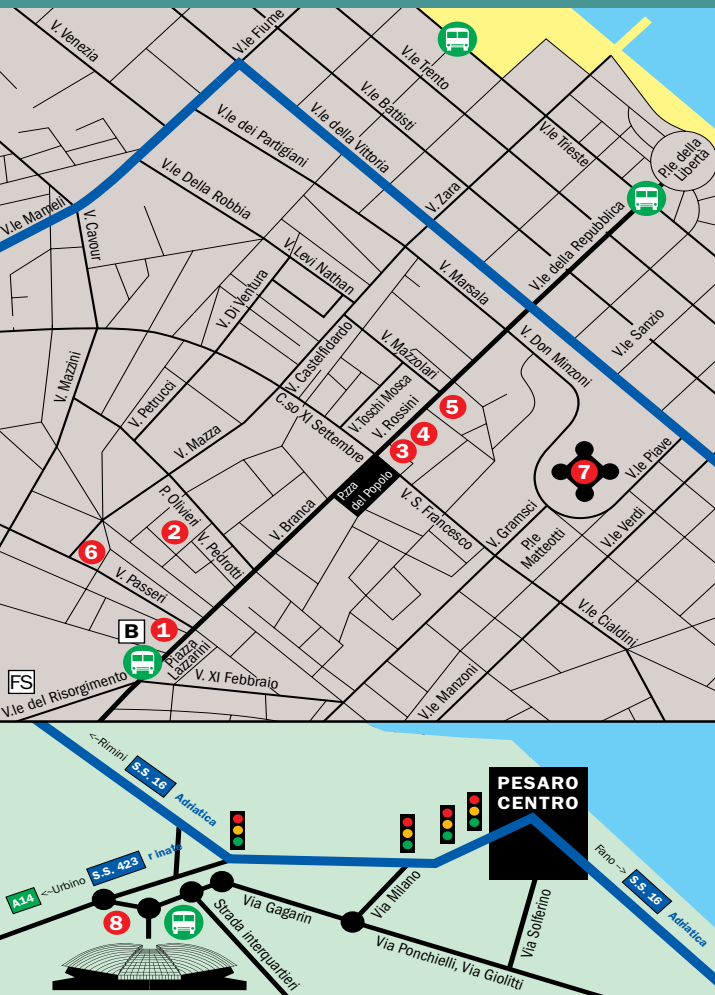 V. Venezia
V.le Fiume
V.le Trento
V.le Battisti
V.le Trieste
P.le della
Libertà
V.le dei Partigiani
V.le della Vittoria
V.le Della Robbia
V. Zara
V.le della Repubblica
V.le Mameli
V. Cavour
V. Levi Nathan
V. Marsala
V. Di Ventura
V.le Sanzio
V. Castelfidardo
V. Mazzolari
V. Don Minzoni
V. Mazzini
V. Petrucci
V.Toschi Mosca
V. Rossini
C.so XI Settembre
5
4
3
V. Mazza
P.zza
del Popolo
7
V.le Piave
P. Olivieri
2
V. Pedrotti
V. Branca
V. S. Francesco
V. Gramsci
P.le
Matteotti
V.le Verdi
6
V. Passeri
V.le Cialdini
B
1
Piazza
Lazzarini
FS
V.le del Risorgimento
V. XI Febbraio
V.le Manzoni
<~Rimini
S.S. 16
Adriatica
PESARO
CENTRO
Fano ~>
S.S. 16
Adriatica
A14
<~Urbino
S.S. 423
r inate
8
Via Gagarin
Via Milano
Strada interquartieri
Via Ponchielli, Via Giolitti
Via Solferino